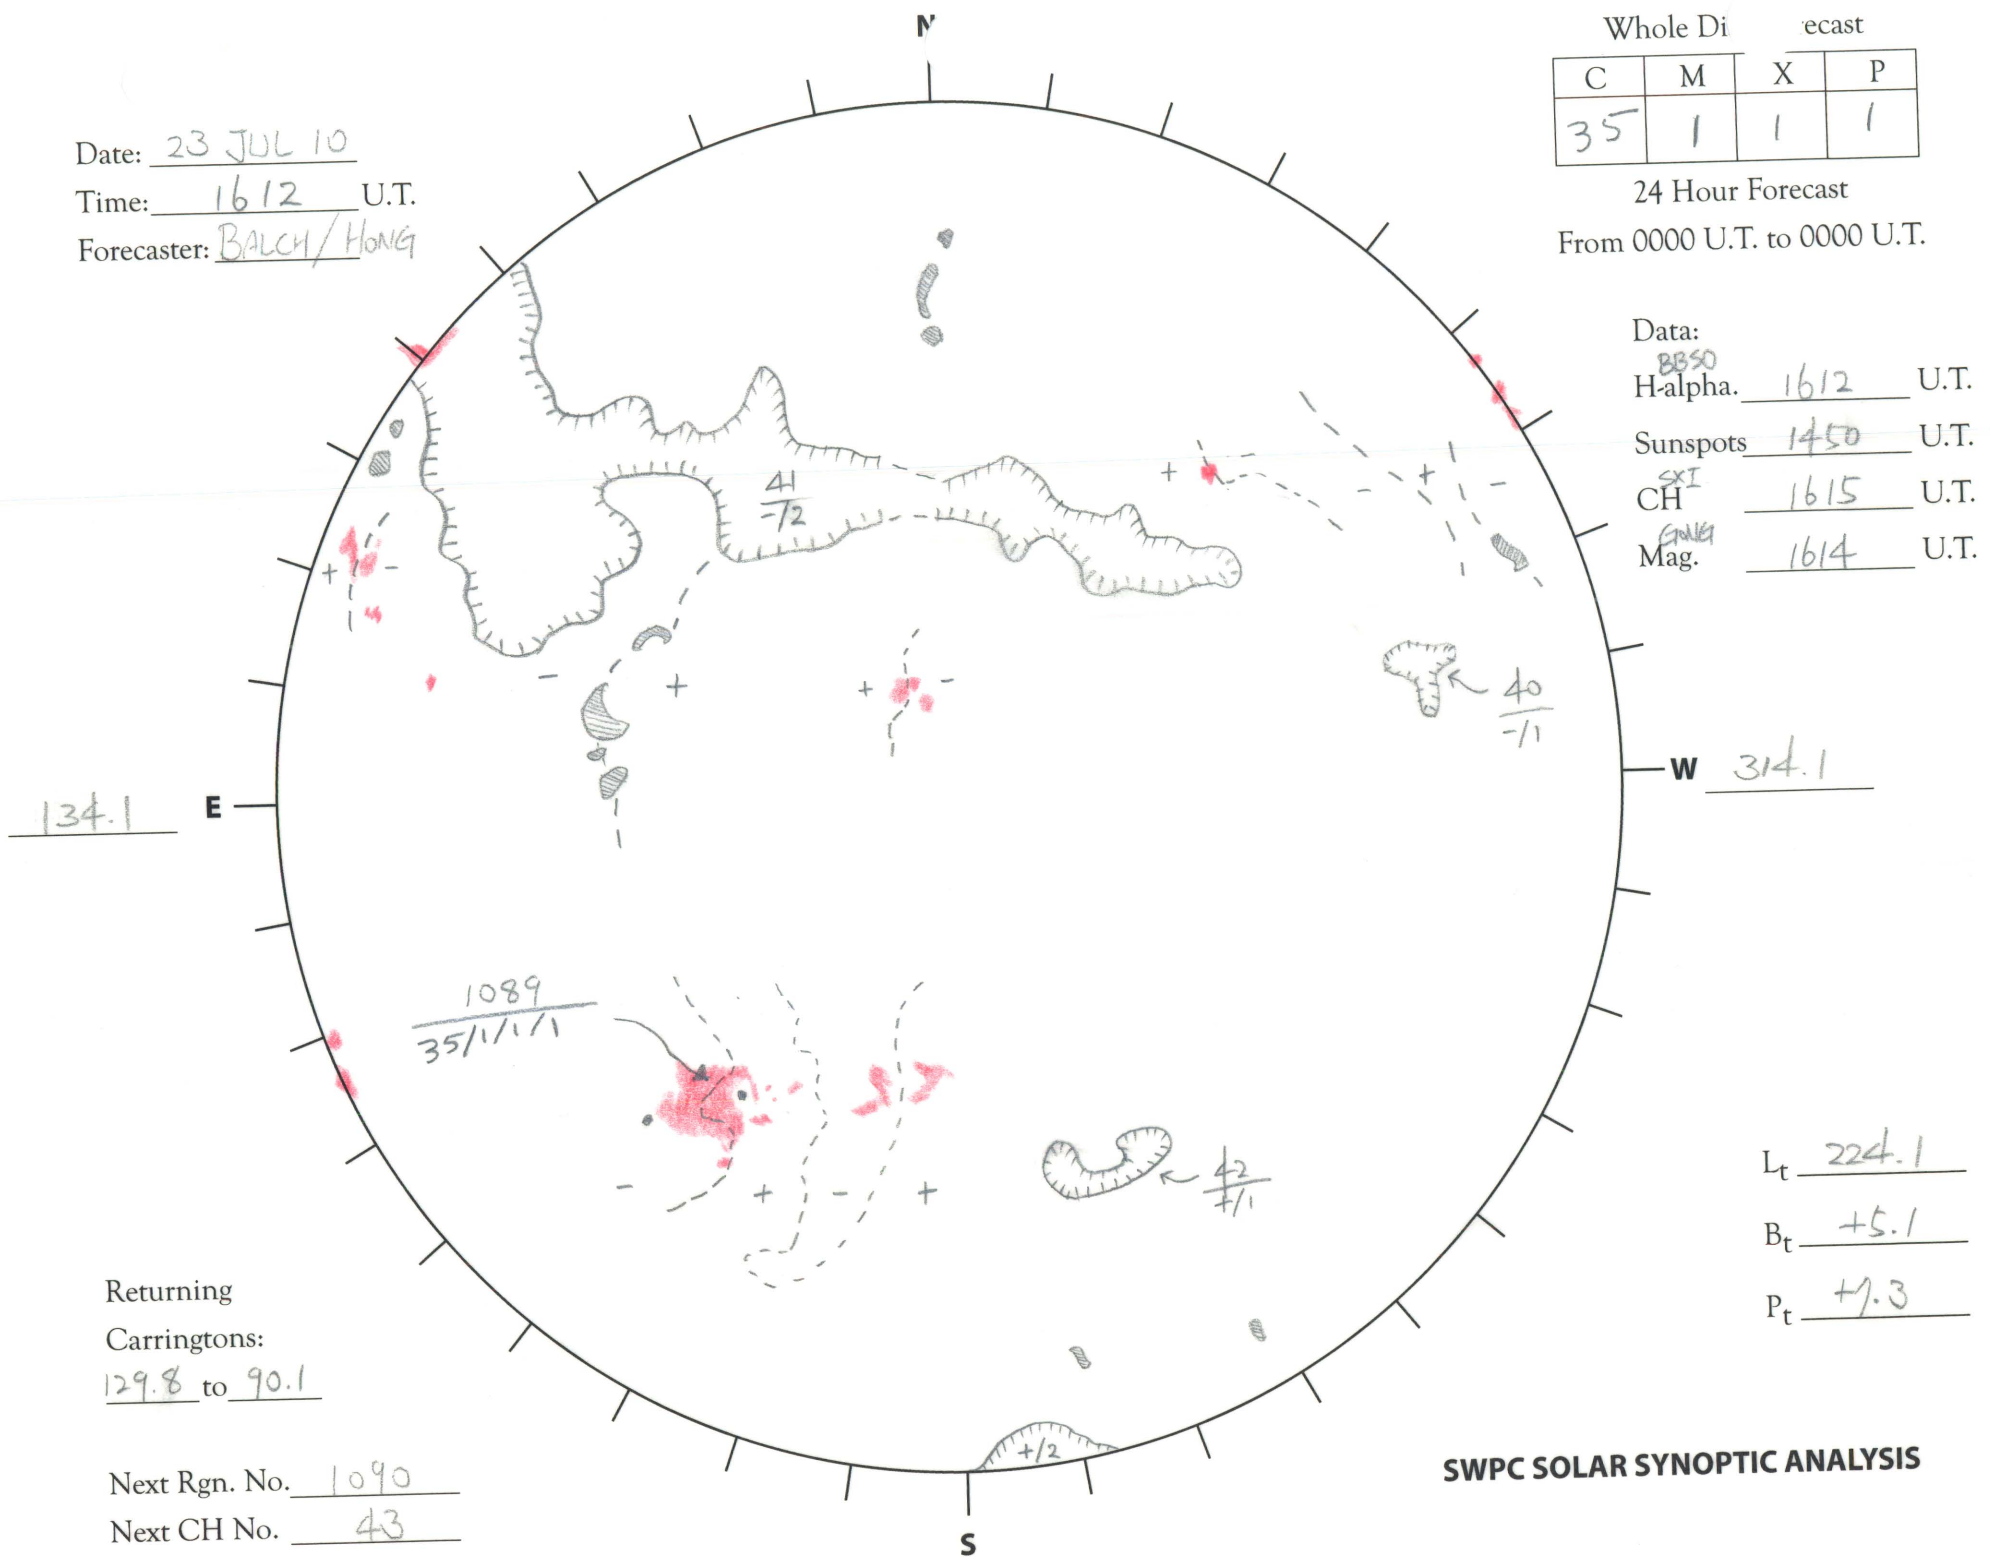 N
Whole Di ecast
C M X P
35 1 1 1
24 Hour Forecast
From 0000 U.T. to 0000 U.T.
Date: 23 JUL 10
Time: 1612 U.T.
Forecaster: BALCH/HONG
Data:
BBSO
H-alpha. 1612 U.T.
Sunspots 1450 U.T.
SXI
CH 1615 U.T.
GONG
Mag. 1614 U.T.
+ + -
-
41
-/2
+ -
- + + -
40
-/1
134.1 E
W 314.1
1089
35/1/1/1
- + - +
42
+/1
Lt 224.1
Bt +5.1
Pt +7.3
Returning
Carringtons:
129.8 to 90.1
+/2
SWPC SOLAR SYNOPTIC ANALYSIS
Next Rgn. No. 1090
Next CH No. 43
S